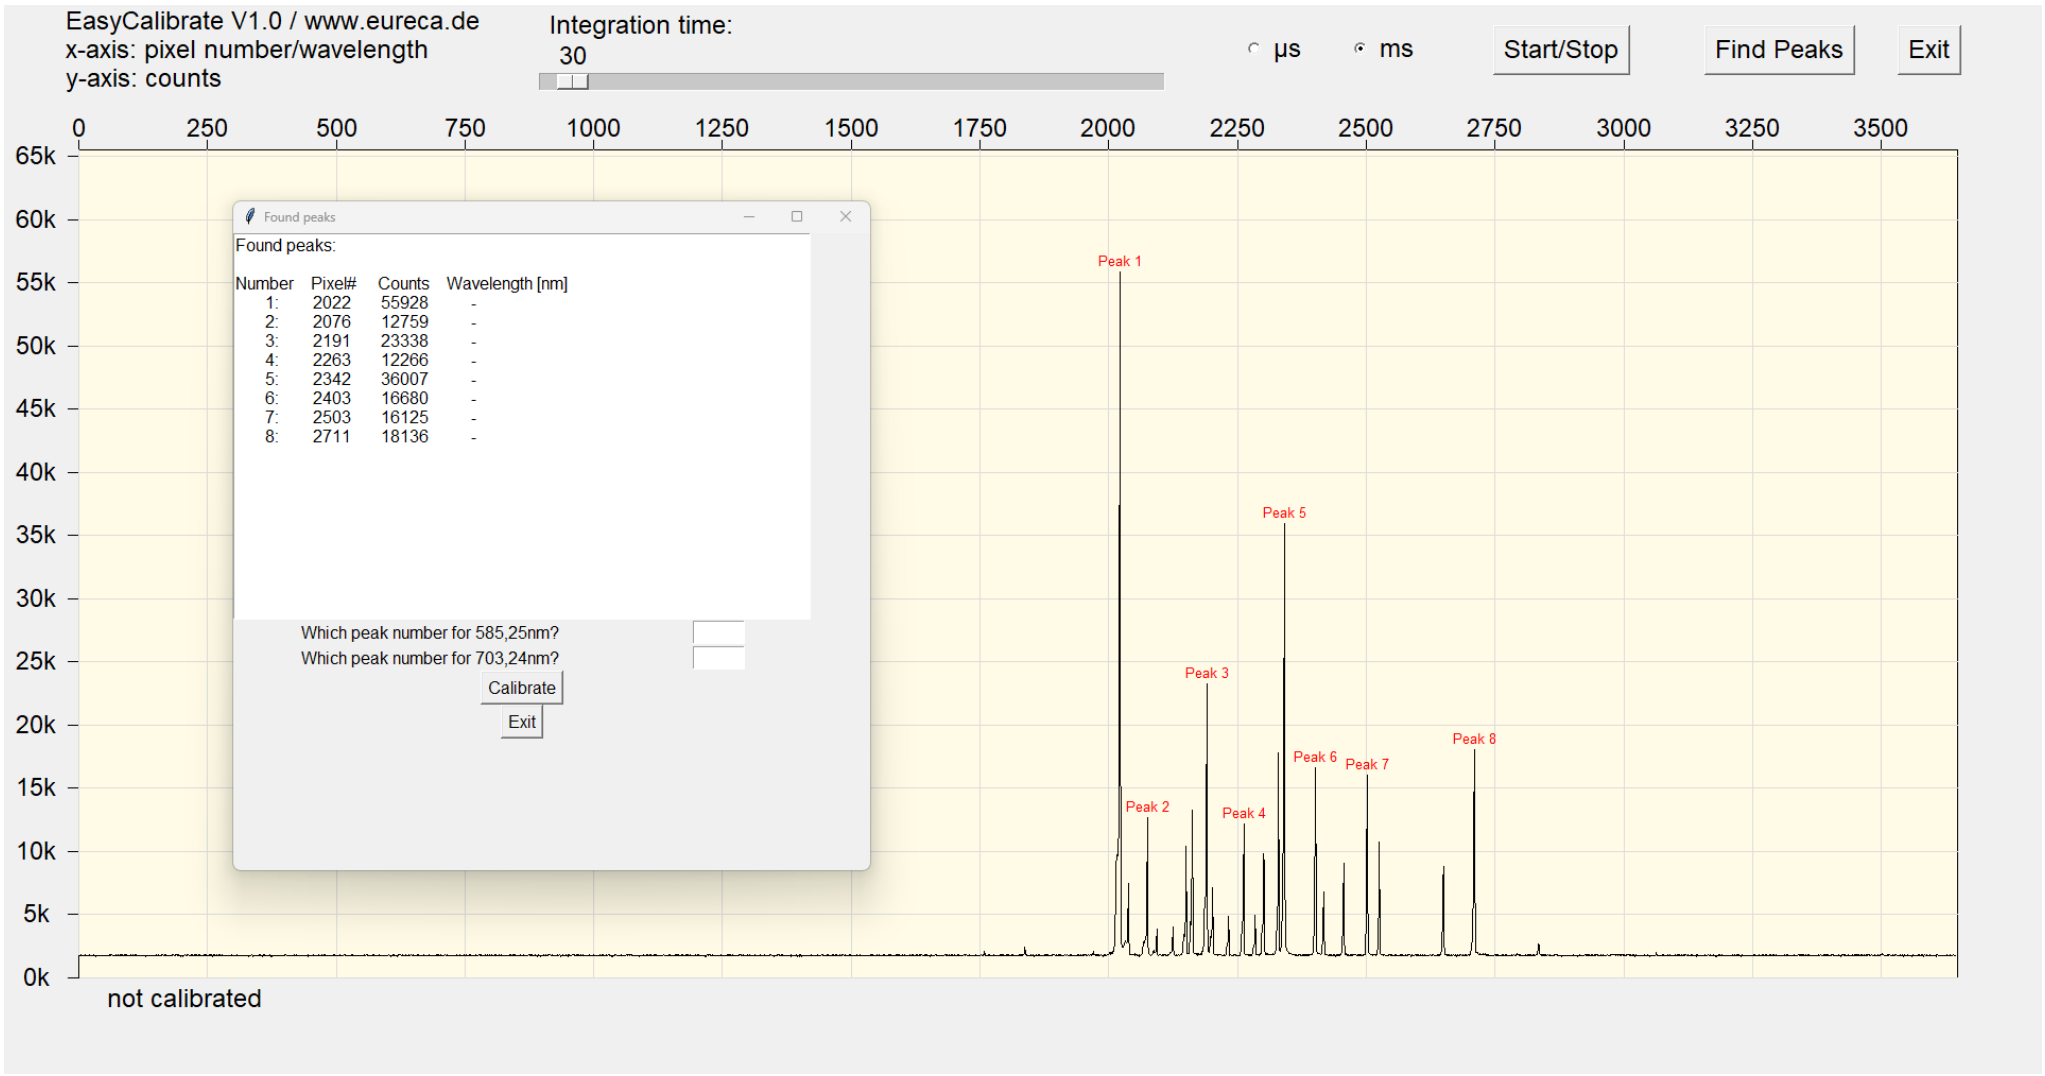 EasyCalibrate V1.0 / www.eureca.de
x-axis: pixel number/wavelength
y-axis: counts
Integration time:
30
µs
ms
Start/Stop
Find Peaks
Exit
0 250 500 750 1000 1250 1500 1750 2000 2250 2500 2750 3000 3250 3500
65k
60k
55k
50k
45k
40k
35k
30k
25k
20k
15k
10k
5k
0k
Found peaks
Found peaks:
Number Pixel# Counts Wavelength [nm]
1: 2022 55928 -
2: 2076 12759 -
3: 2191 23338 -
4: 2263 12266 -
5: 2342 36007 -
6: 2403 16680 -
7: 2503 16125 -
8: 2711 18136 -
Which peak number for 585,25nm?
Which peak number for 703,24nm?
Calibrate
Exit
Peak 1
Peak 2
Peak 3
Peak 4
Peak 5
Peak 6
Peak 7
Peak 8
not calibrated